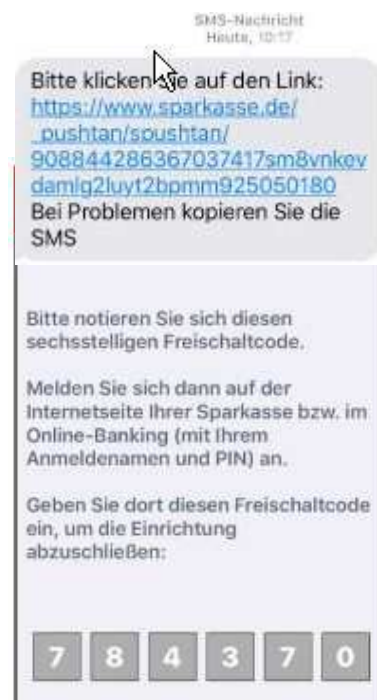 SMS-Nachricht
Heute, 10:17
Bitte klicken Sie auf den Link:
https://www.sparkasse.de/
_pushtan/spushtan/
908844286367037417sm8vnkev
damlg2luyt2bpmm925050180
Bei Problemen kopieren Sie die
SMS
Bitte notieren Sie sich diesen
sechsstelligen Freischaltcode.
Melden Sie sich dann auf der
Internetseite Ihrer Sparkasse bzw. im
Online-Banking (mit Ihrem
Anmeldenamen und PIN) an.
Geben Sie dort diesen Freischaltcode
ein, um die Einrichtung
abzuschließen:
7 8 4 3 7 0